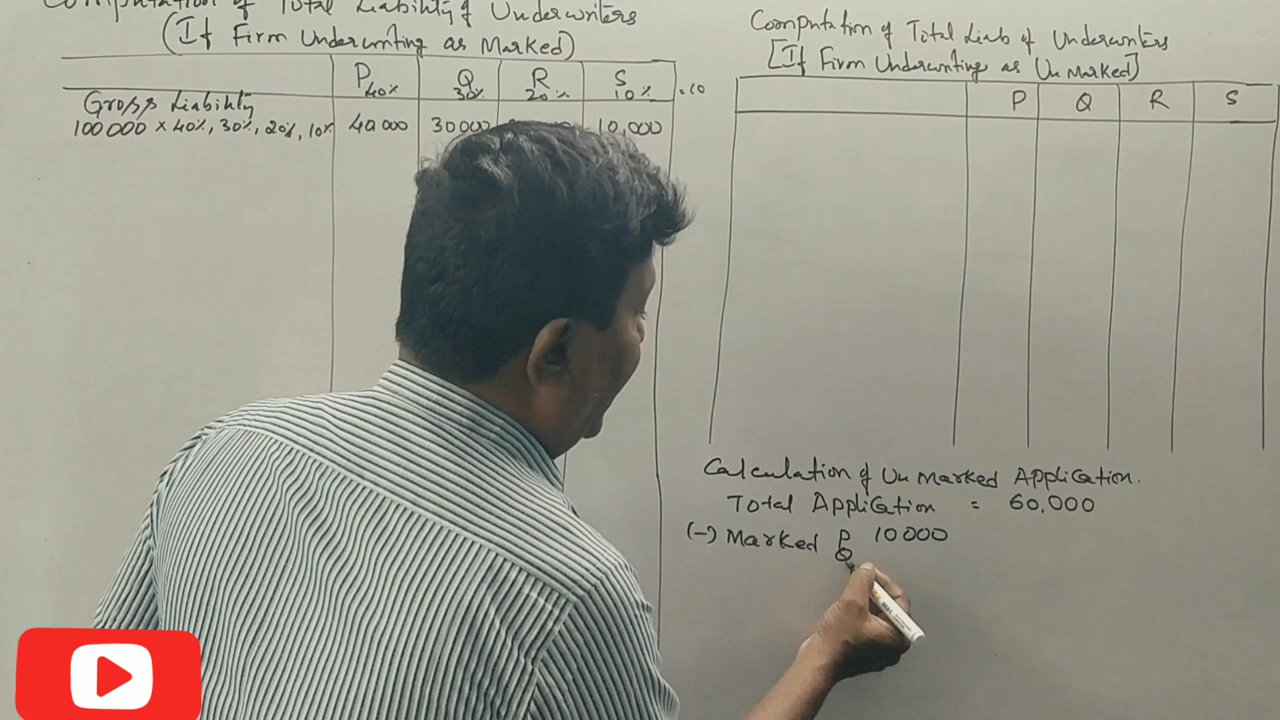 Computation of Total Liability of Underwriters
(If Firm Underwriting as Marked)
P 40% Q 30% R 20% S 10% = 10
Gross Liability
100000 x 40%, 30%, 20%, 10% 40000 30000 10,000
Computation of Total Liab of Underwriters
[If Firm Underwriting as Un Marked]
P Q R S
Calculation of Un Marked Application.
Total Application = 60,000
(-) Marked P 10000
Q